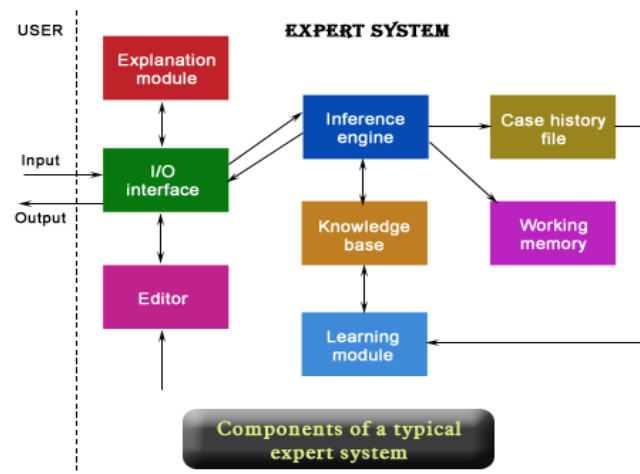 USER
EXPERT SYSTEM
Explanation
module
Inference
engine
Case history
file
Input
I/O
interface
Output
Knowledge
base
Working
memory
Editor
Learning
module
Components of a typical
expert system